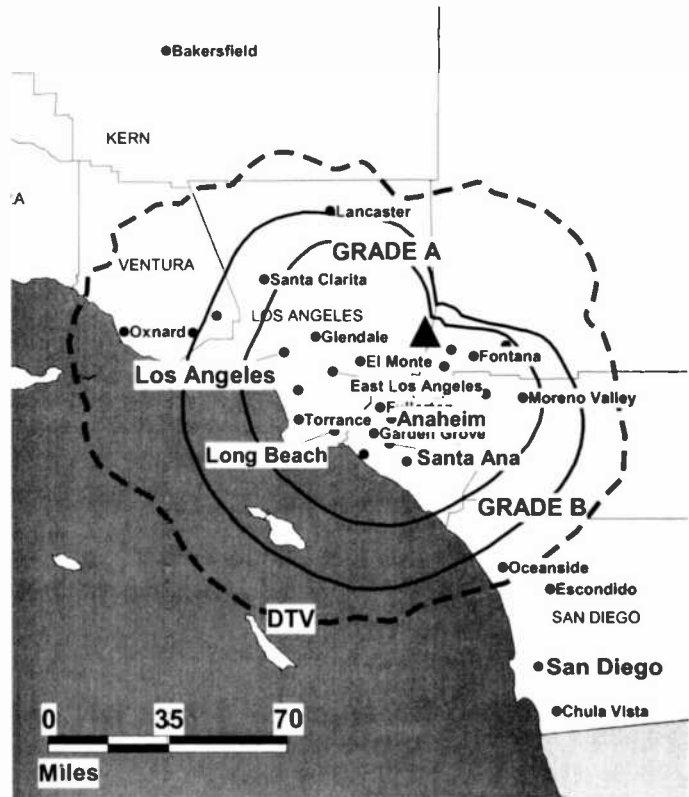 Bakersfield
KERN
A
Lancaster
GRADE A
VENTURA
Santa Clarita
LOS ANGELES
Oxnard
Glendale
El Monte
Fontana
Los Angeles
East Los Angeles
Moreno Valley
Anaheim
Torrance
Garden Grove
Long Beach
Santa Ana
GRADE B
Oceanside
Escondido
DTV
SAN DIEGO
San Diego
0 35 70
Chula Vista
Miles